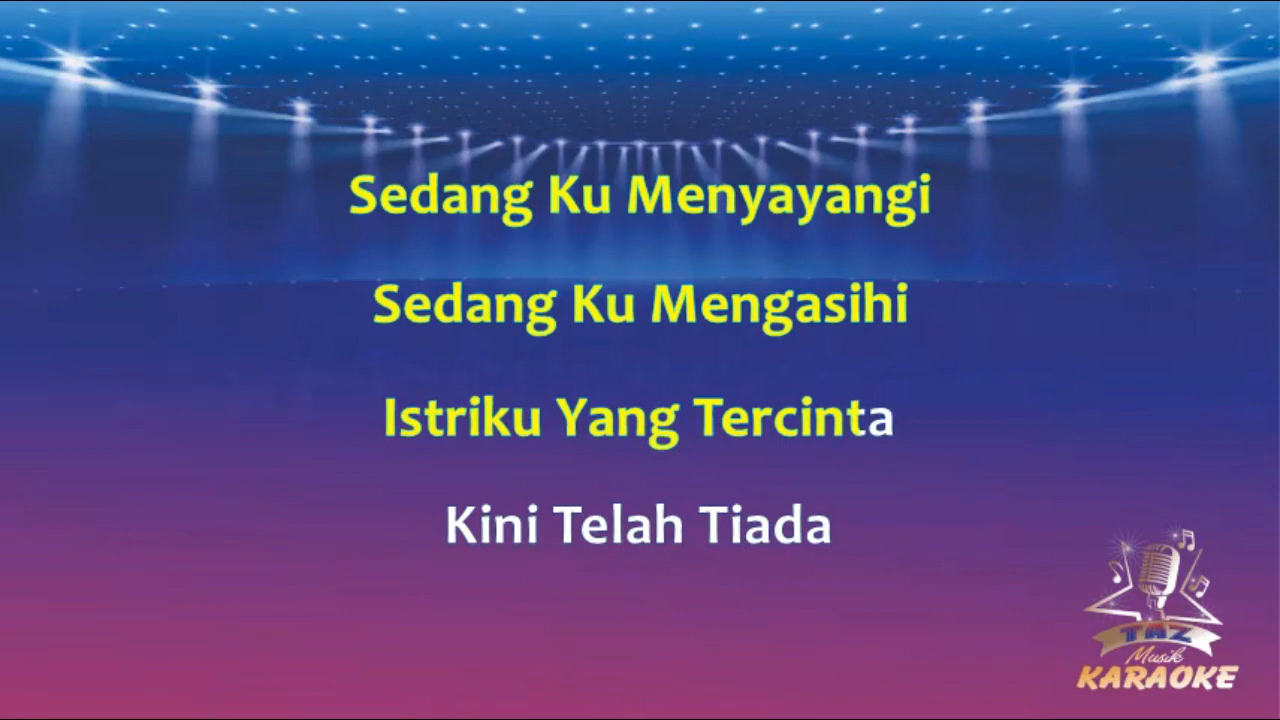 Sedang Ku Menyayangi
Sedang Ku Mengasihi
Istriku Yang Tercinta
Kini Telah Tiada
TAZ
Musik
KARAOKE